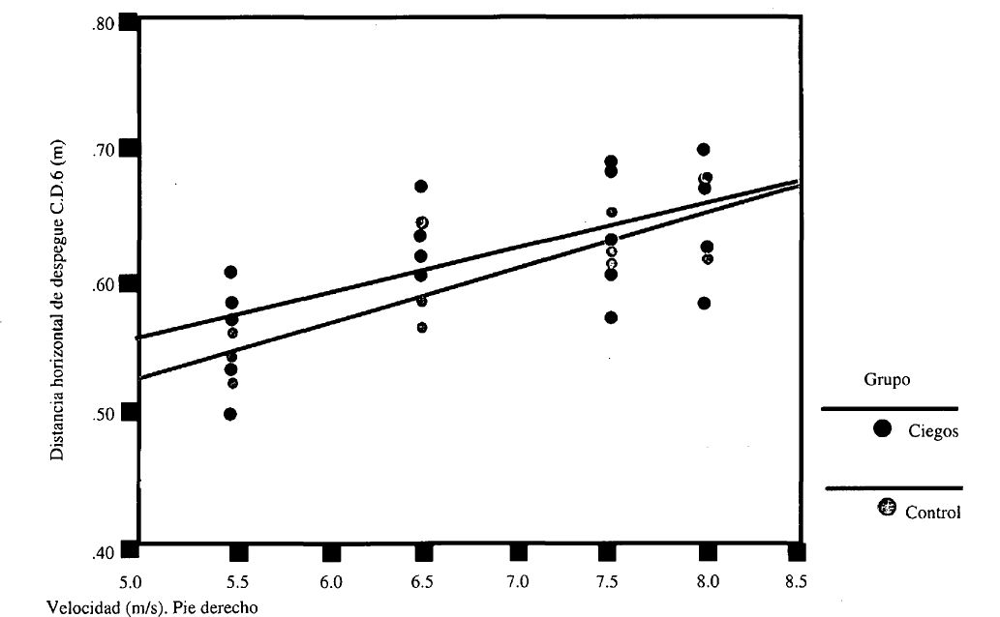 .80
.70
.60
.50
.40
Distancia horizontal de despegue C.D.6 (m)
5.0 5.5 6.0 6.5 7.0 7.5 8.0 8.5
Velocidad (m/s). Pie derecho
Grupo
Ciegos
Control